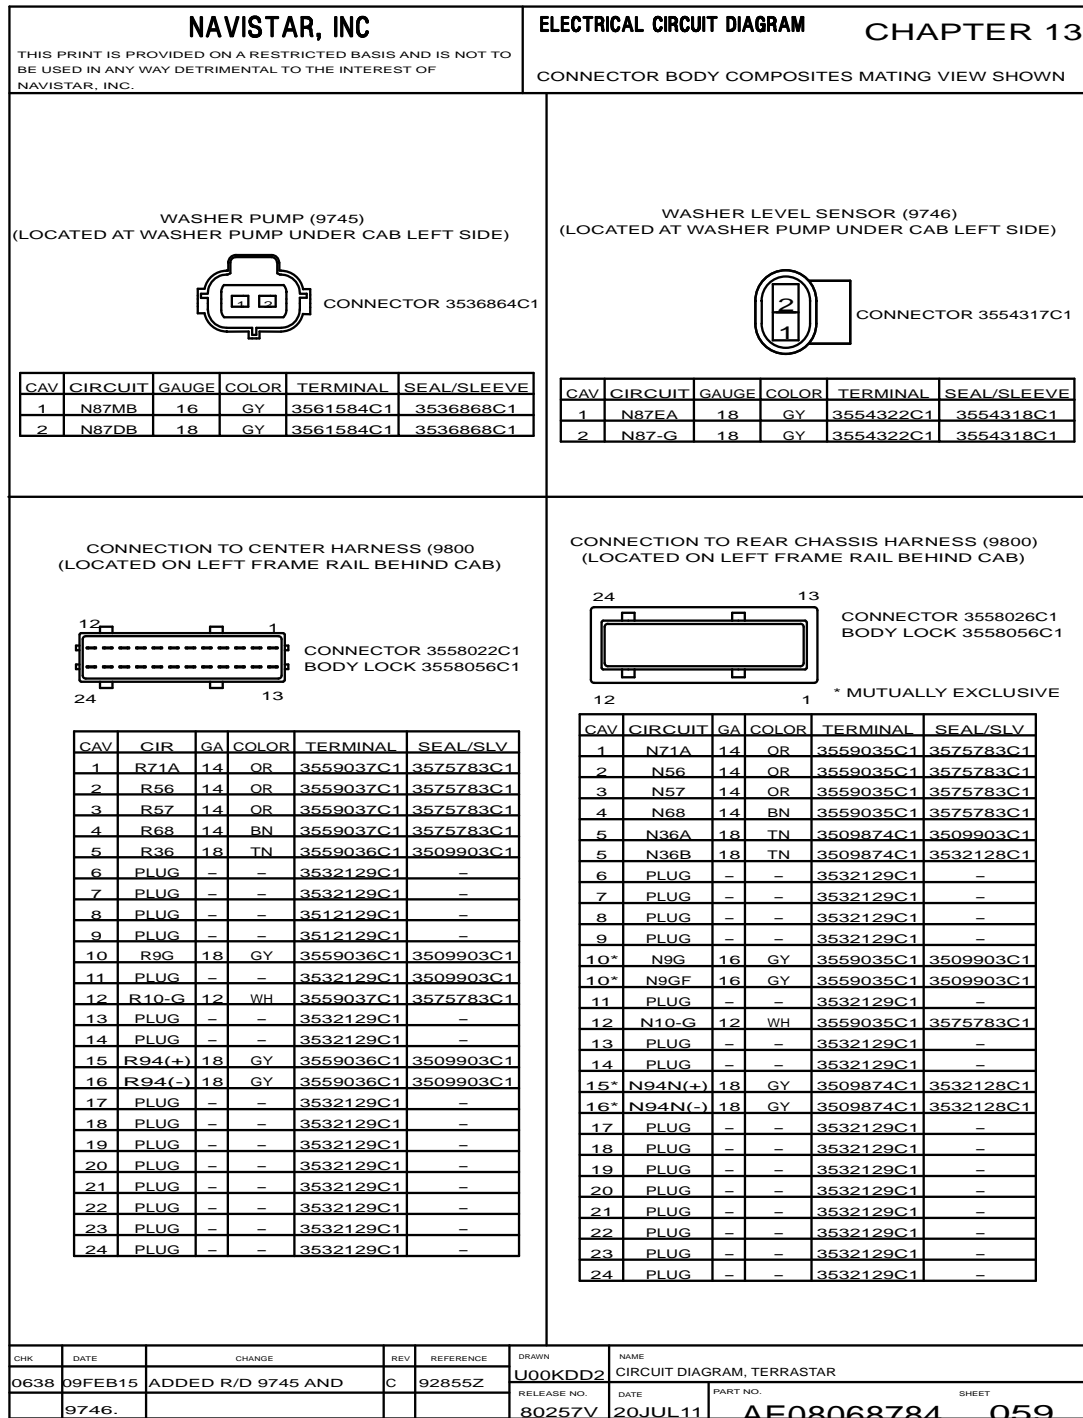 NAVISTAR, INC
THIS PRINT IS PROVIDED ON A RESTRICTED BASIS AND IS NOT TO
BE USED IN ANY WAY DETRIMENTAL TO THE INTEREST OF
NAVISTAR, INC.
ELECTRICAL CIRCUIT DIAGRAM CHAPTER 13
CONNECTOR BODY COMPOSITES MATING VIEW SHOWN
WASHER PUMP (9745)
(LOCATED AT WASHER PUMP UNDER CAB LEFT SIDE)
1 2
CONNECTOR 3536864C1
CAV CIRCUIT GAUGE COLOR TERMINAL SEAL/SLEEVE
1 N87MB 16 GY 3561584C1 3536868C1
2 N87DB 18 GY 3561584C1 3536868C1
WASHER LEVEL SENSOR (9746)
(LOCATED AT WASHER PUMP UNDER CAB LEFT SIDE)
2
1
CONNECTOR 3554317C1
CAV CIRCUIT GAUGE COLOR TERMINAL SEAL/SLEEVE
1 N87EA 18 GY 3554322C1 3554318C1
2 N87-G 18 GY 3554322C1 3554318C1
CONNECTION TO CENTER HARNESS (9800
(LOCATED ON LEFT FRAME RAIL BEHIND CAB)
12 1
CONNECTOR 3558022C1
BODY LOCK 3558056C1
24 13
CAV CIR GA COLOR TERMINAL SEAL/SLV
1 R71A 14 OR 3559037C1 3575783C1
2 R56 14 OR 3559037C1 3575783C1
3 R57 14 OR 3559037C1 3575783C1
4 R68 14 BN 3559037C1 3575783C1
5 R36 18 TN 3559036C1 3509903C1
6 PLUG – – 3532129C1 –
7 PLUG – – 3532129C1 –
8 PLUG – – 3512129C1 –
9 PLUG – – 3512129C1 –
10 R9G 18 GY 3559036C1 3509903C1
11 PLUG – – 3532129C1 3509903C1
12 R10-G 12 WH 3559037C1 3575783C1
13 PLUG – – 3532129C1 –
14 PLUG – – 3532129C1 –
15 R94(+) 18 GY 3559036C1 3509903C1
16 R94(-) 18 GY 3559036C1 3509903C1
17 PLUG – – 3532129C1 –
18 PLUG – – 3532129C1 –
19 PLUG – – 3532129C1 –
20 PLUG – – 3532129C1 –
21 PLUG – – 3532129C1 –
22 PLUG – – 3532129C1 –
23 PLUG – – 3532129C1 –
24 PLUG – – 3532129C1 –
CONNECTION TO REAR CHASSIS HARNESS (9800)
(LOCATED ON LEFT FRAME RAIL BEHIND CAB)
24 13
CONNECTOR 3558026C1
BODY LOCK 3558056C1
12 1
* MUTUALLY EXCLUSIVE
CAV CIRCUIT GA COLOR TERMINAL SEAL/SLV
1 N71A 14 OR 3559035C1 3575783C1
2 N56 14 OR 3559035C1 3575783C1
3 N57 14 OR 3559035C1 3575783C1
4 N68 14 BN 3559035C1 3575783C1
5 N36A 18 TN 3509874C1 3509903C1
5 N36B 18 TN 3509874C1 3532128C1
6 PLUG – – 3532129C1 –
7 PLUG – – 3532129C1 –
8 PLUG – – 3532129C1 –
9 PLUG – – 3532129C1 –
10* N9G 16 GY 3559035C1 3509903C1
10* N9GF 16 GY 3559035C1 3509903C1
11 PLUG – – 3532129C1 –
12 N10-G 12 WH 3559035C1 3575783C1
13 PLUG – – 3532129C1 –
14 PLUG – – 3532129C1 –
15* N94N(+) 18 GY 3509874C1 3532128C1
16* N94N(-) 18 GY 3509874C1 3532128C1
17 PLUG – – 3532129C1 –
18 PLUG – – 3532129C1 –
19 PLUG – – 3532129C1 –
20 PLUG – – 3532129C1 –
21 PLUG – – 3532129C1 –
22 PLUG – – 3532129C1 –
23 PLUG – – 3532129C1 –
24 PLUG – – 3532129C1 –
CHK DATE CHANGE REV REFERENCE
0638 09FEB15 ADDED R/D 9745 AND C 92855Z
9746.
DRAWN NAME
U00KDD2 CIRCUIT DIAGRAM, TERRASTAR
RELEASE NO. DATE PART NO. SHEET
80257V 20JUL11 AE08068784 059